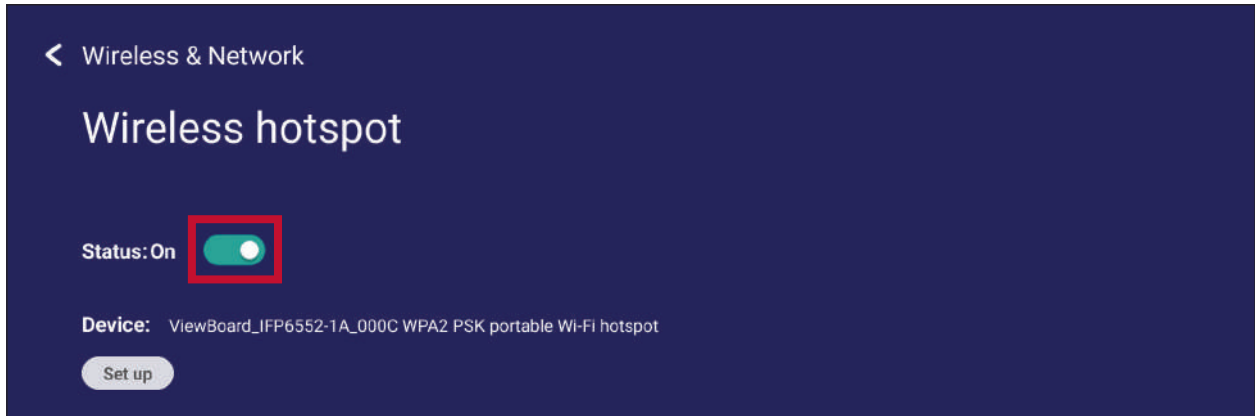 Wireless & Network
Wireless hotspot
Status:On
Device: ViewBoard_IFP6552-1A_000C WPA2 PSK portable Wi-Fi hotspot
Set up